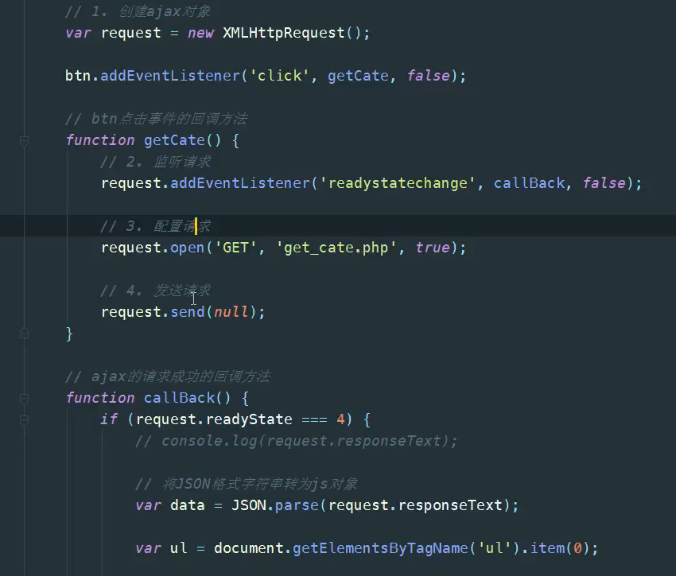 // 1. 创建ajax对象
var request = new XMLHttpRequest();
btn.addEventListener('click', getCate, false);
// btn点击事件的回调方法
function getCate() {
// 2. 监听请求
request.addEventListener('readystatechange', callBack, false);
// 3. 配置请求
request.open('GET', 'get_cate.php', true);
// 4. 发送请求
request.send(null);
}
// ajax的请求成功的回调方法
function callBack() {
if (request.readyState === 4) {
// console.log(request.responseText);
// 将JSON格式字符串转为js对象
var data = JSON.parse(request.responseText);
var ul = document.getElementsByTagName('ul').item(0);